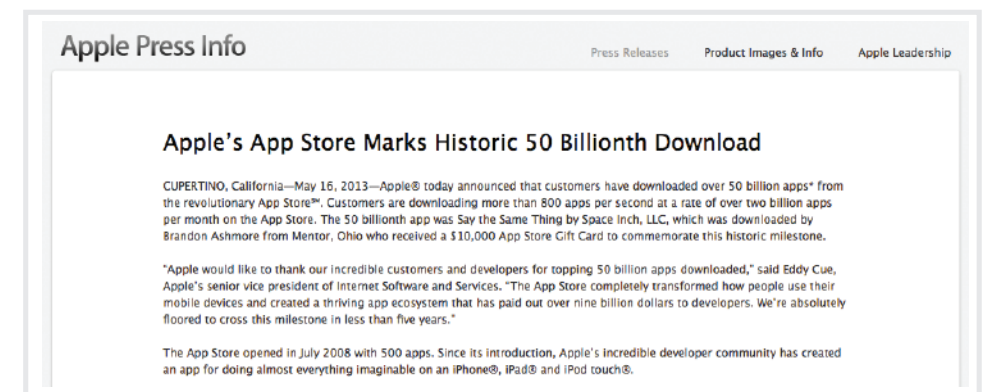 Apple Press Info
Press Releases Product Images & Info Apple Leadership
Apple's App Store Marks Historic 50 Billionth Download
CUPERTINO, California—May 16, 2013—Apple® today announced that customers have downloaded over 50 billion apps* from
the revolutionary App Store℠. Customers are downloading more than 800 apps per second at a rate of over two billion apps
per month on the App Store. The 50 billionth app was Say the Same Thing by Space Inch, LLC, which was downloaded by
Brandon Ashmore from Mentor, Ohio who received a $10,000 App Store Gift Card to commemorate this historic milestone.
"Apple would like to thank our incredible customers and developers for topping 50 billion apps downloaded," said Eddy Cue,
Apple's senior vice president of Internet Software and Services. "The App Store completely transformed how people use their
mobile devices and created a thriving app ecosystem that has paid out over nine billion dollars to developers. We're absolutely
floored to cross this milestone in less than five years."
The App Store opened in July 2008 with 500 apps. Since its introduction, Apple's incredible developer community has created
an app for doing almost everything imaginable on an iPhone®, iPad® and iPod touch®.